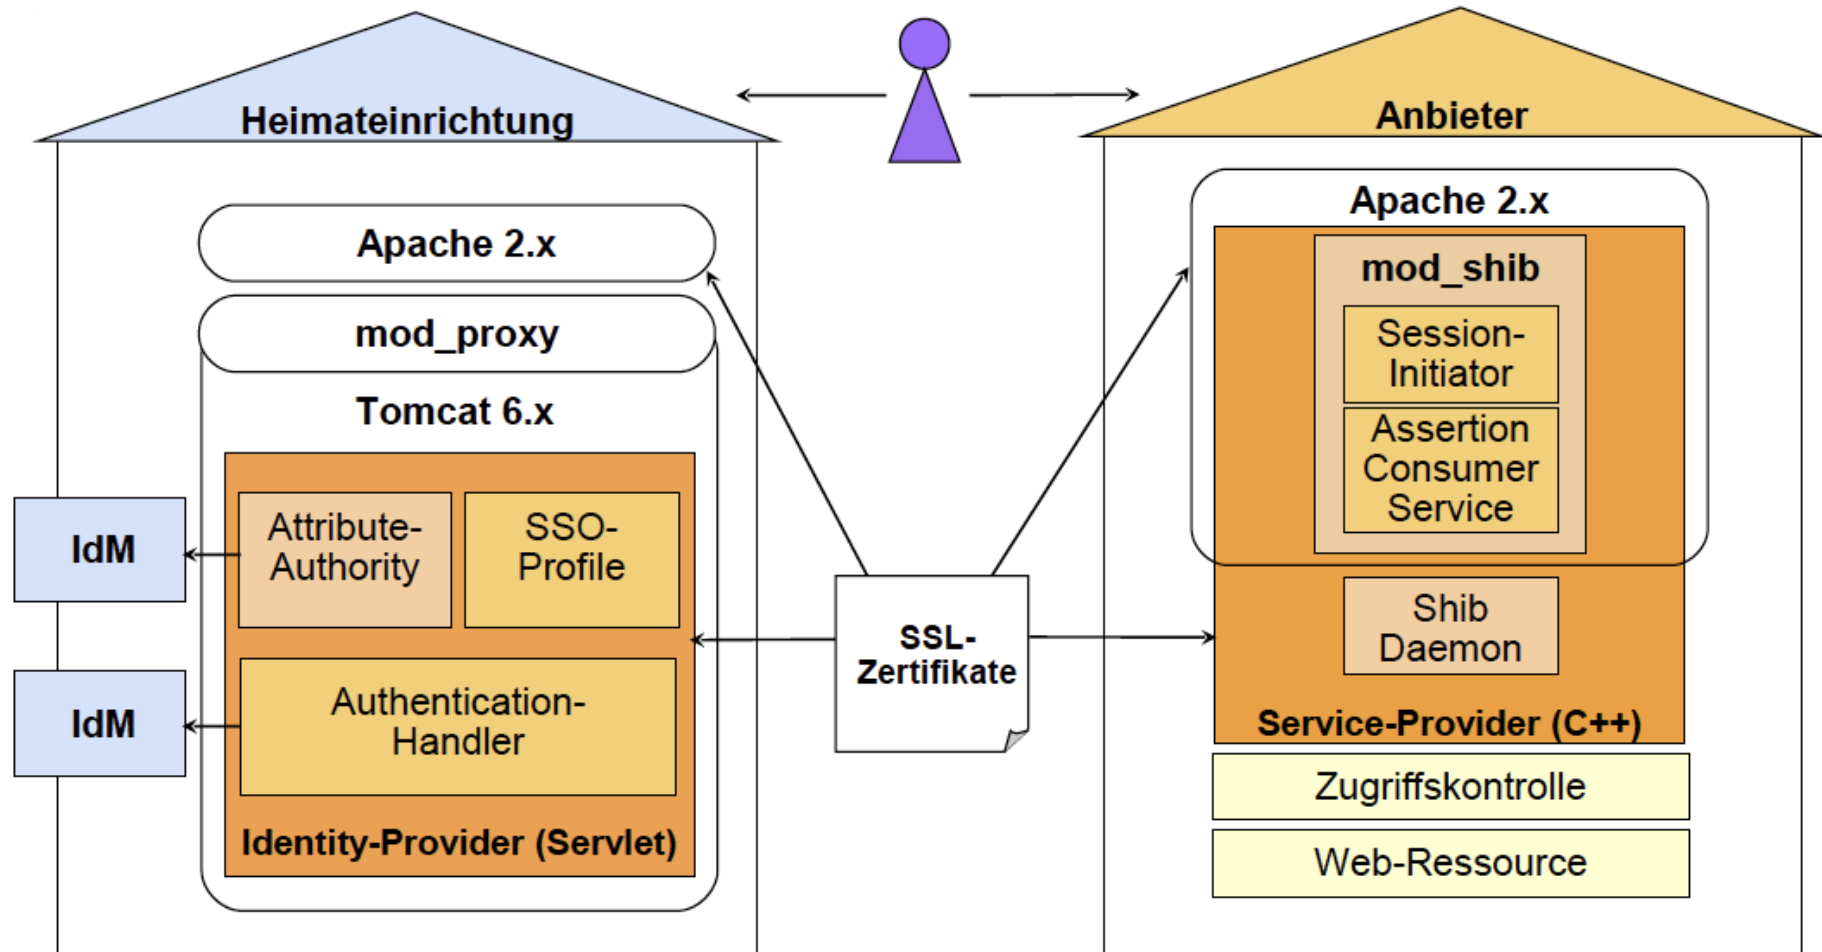 Heimateinrichtung
Apache 2.x
mod_proxy
Tomcat 6.x
Attribute-
Authority
SSO-
Profile
IdM
Authentication-
Handler
IdM
Identity-Provider (Servlet)
SSL-
Zertifikate
Anbieter
Apache 2.x
mod_shib
Session-
Initiator
Assertion
Consumer
Service
Shib
Daemon
Service-Provider (C++)
Zugriffskontrolle
Web-Ressource